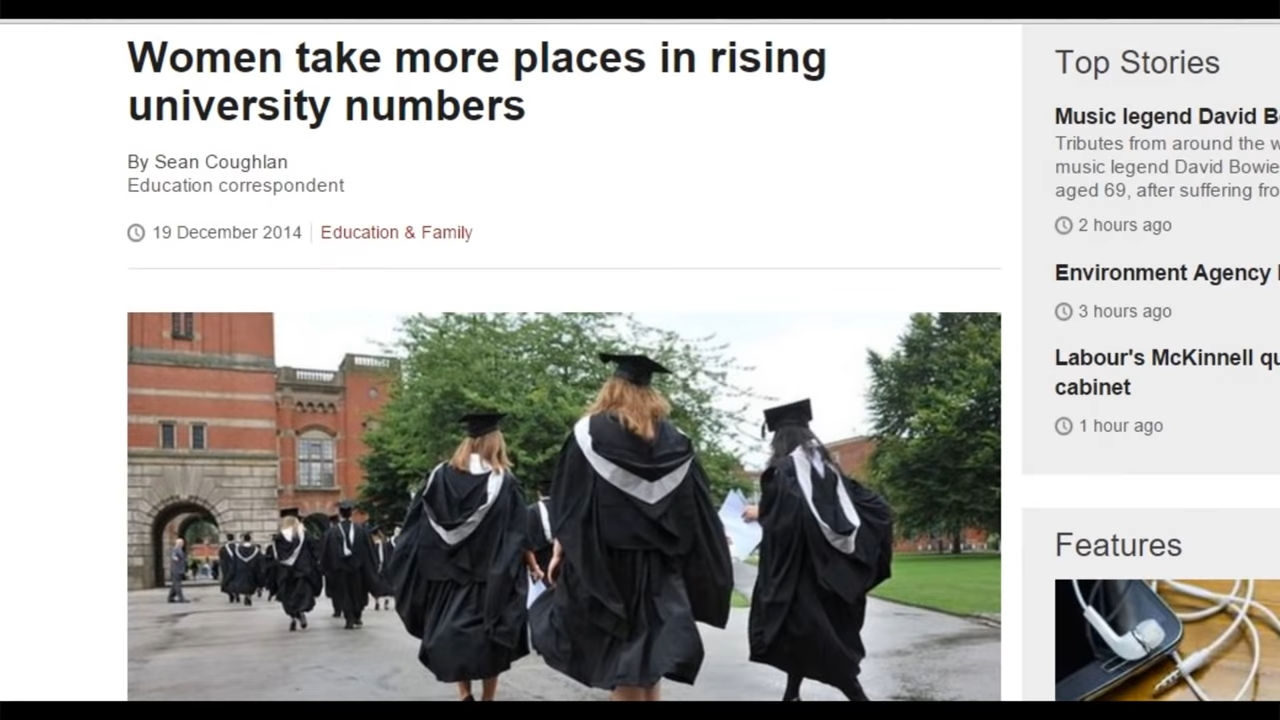 Women take more places in rising
university numbers
By Sean Coughlan
Education correspondent
19 December 2014
Education & Family
Top Stories
Music legend David
Tributes from around the
music legend David Bowie
aged 69, after suffering
2 hours ago
Environment Agency
3 hours ago
Labour's McKinnell
cabinet
1 hour ago
Features